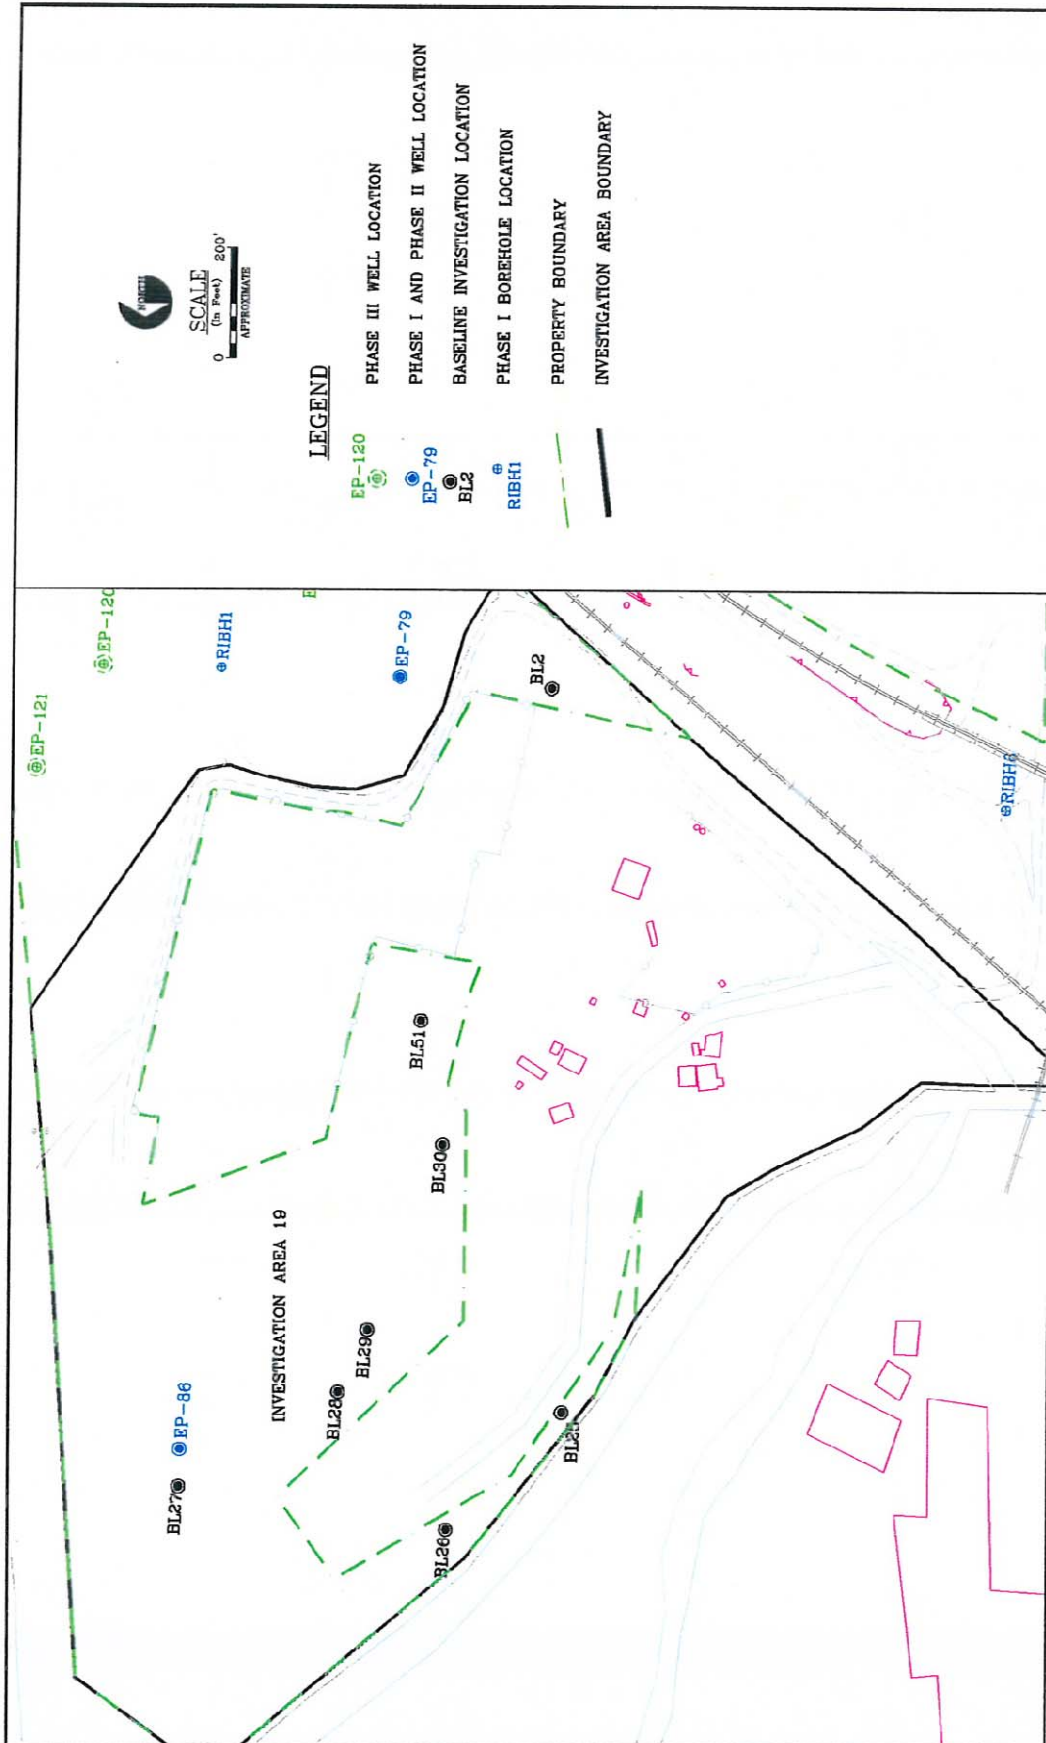 NORTH
SCALE
(In Feet)
0 200'
APPROXIMATE
LEGEND
EP-120
PHASE III WELL LOCATION
PHASE I AND PHASE II WELL LOCATION
EP-79
BASELINE INVESTIGATION LOCATION
BL2
PHASE I BOREHOLE LOCATION
RIBH1
PROPERTY BOUNDARY
INVESTIGATION AREA BOUNDARY
EP-121
EP-120
RIBH1
E
EP-79
BL2
BL51
BL30
INVESTIGATION AREA 19
BL29
BL28
EP-86
BL27
BL26